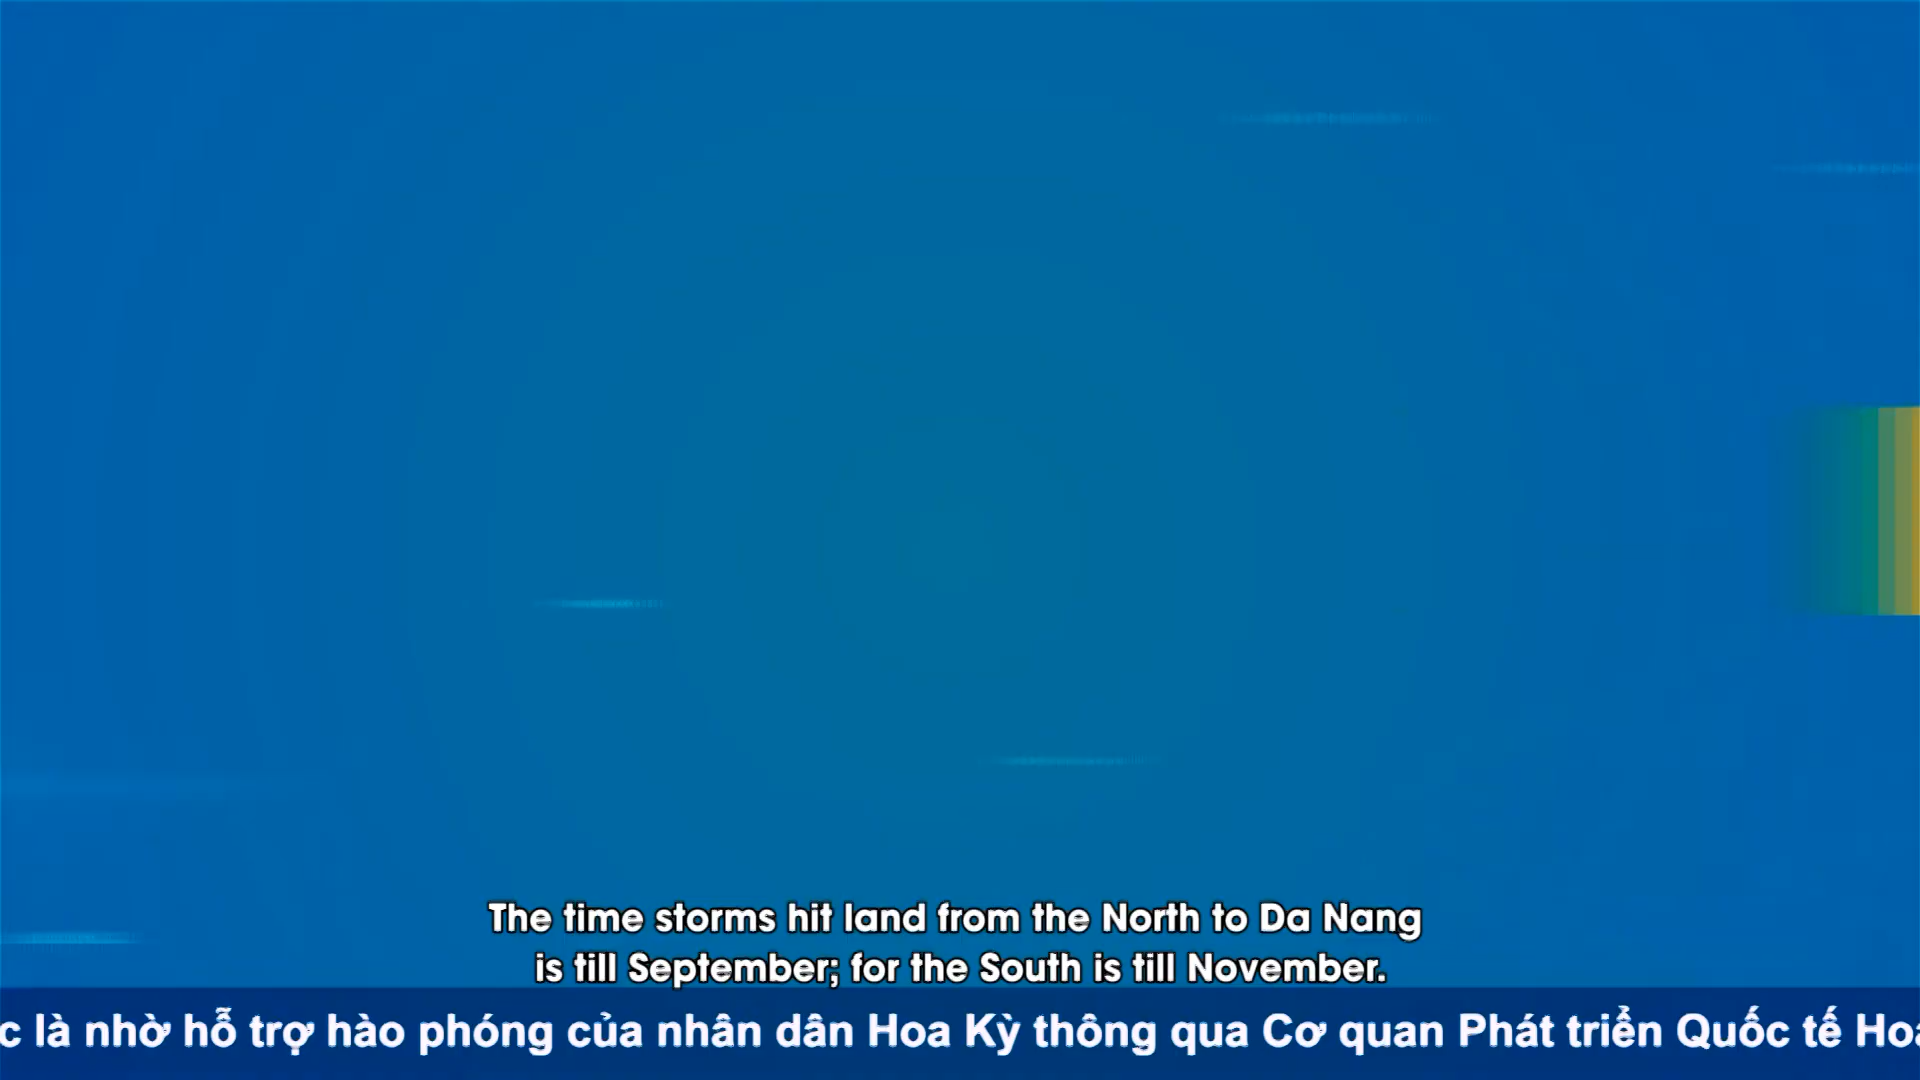 The time storms hit land from the North to Da Nang
is till September; for the South is till November.
c là nhờ hỗ trợ hào phóng của nhân dân Hoa Kỳ thông qua Cơ quan Phát triển Quốc tế Hoa